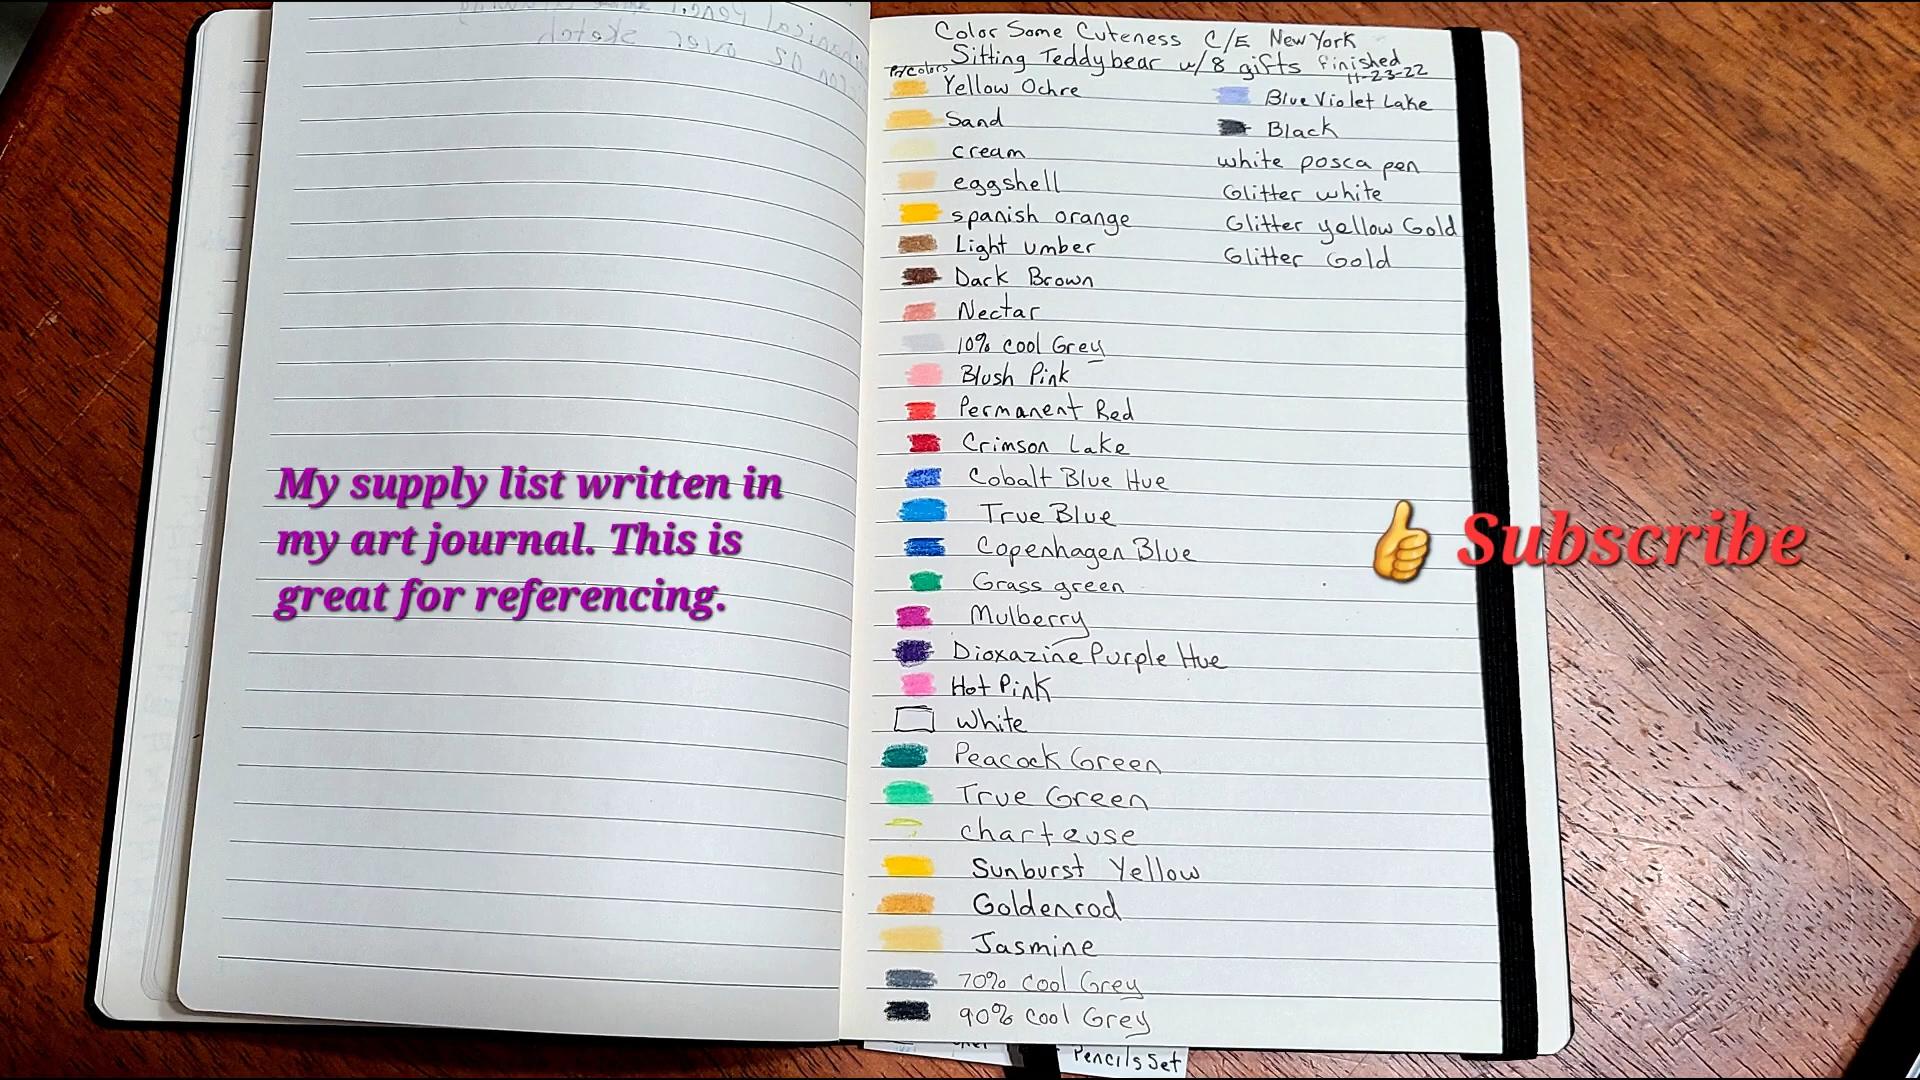 Color Some Cuteness C/E New York
Sitting Teddybear w/8 gifts finished
11-23-22
Pr/Colors
Yellow Ochre
Sand
cream
eggshell
spanish orange
Light umber
Dark Brown
Nectar
10% cool Grey
Blush Pink
Permanent Red
Crimson Lake
Cobalt Blue Hue
True Blue
Copenhagen Blue
Grass green
Mulberry
Dioxazine Purple Hue
Hot Pink
White
Peacock Green
True Green
charteuse
Sunburst Yellow
Goldenrod
Jasmine
70% cool Grey
90% cool Grey
Blue Violet Lake
Black
white posca pen
Glitter white
Glitter yellow Gold
Glitter Gold
My supply list written in
my art journal. This is
great for referencing.
👍 Subscribe
Pencils Set